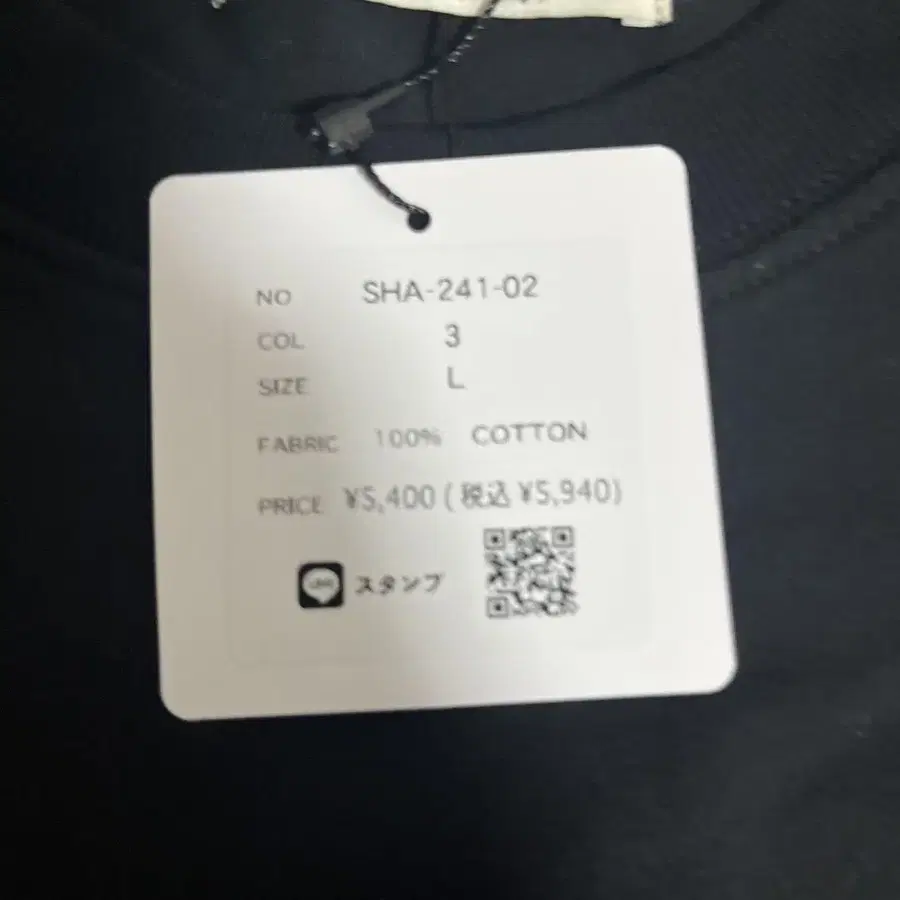 NO SHA-241-02
COL 3
SIZE L
FABRIC 100% COTTON
PRICE ¥5,400 (税込 ¥5,940)
LINE スタンプ